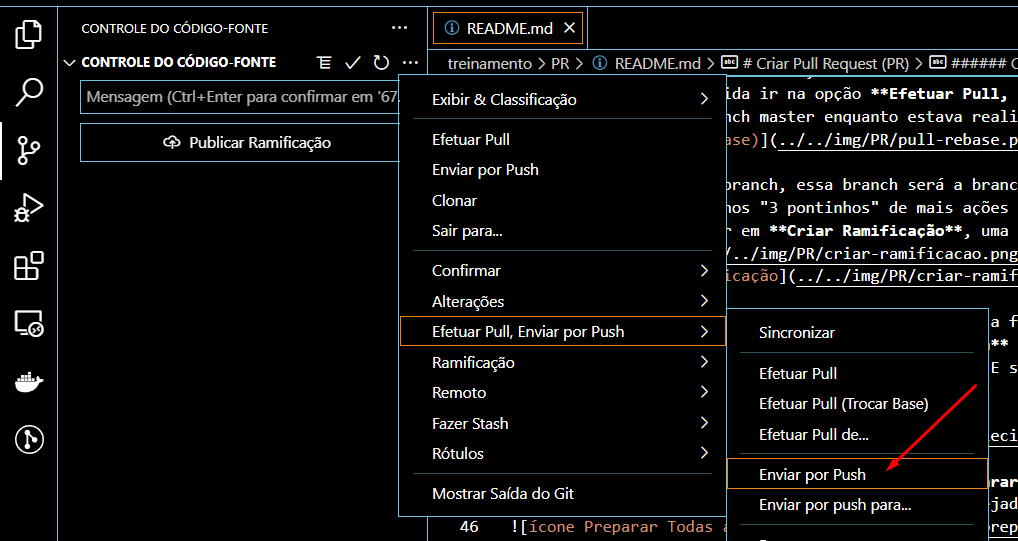 CONTROLE DO CÓDIGO-FONTE
CONTROLE DO CÓDIGO-FONTE
Mensagem (Ctrl+Enter para confirmar em '67
Publicar Ramificação
README.md
treinamento > PR > README.md > # Criar Pull Request (PR) > ###### C
ida ir na opção **Efetuar Pull,
nch master enquanto estava reali
ase)](../../img/PR/pull-rebase.p
branch, essa branch será a branc
nos "3 pontinhos" de mais ações
r em **Criar Ramificação**, uma
/../img/PR/criar-ramificacao.png
icação](../../img/PR/criar-ramif
Exibir & Classificação
Efetuar Pull
Enviar por Push
Clonar
Sair para...
Confirmar
Alterações
Efetuar Pull, Enviar por Push
Ramificação
Remoto
Fazer Stash
Rótulos
Mostrar Saída do Git
Sincronizar
Efetuar Pull
Efetuar Pull (Trocar Base)
Efetuar Pull de...
Enviar por Push
Enviar por push para...
a f
**
E s
eci
rar
jad
prep
46 ![ícone Preparar Todas a